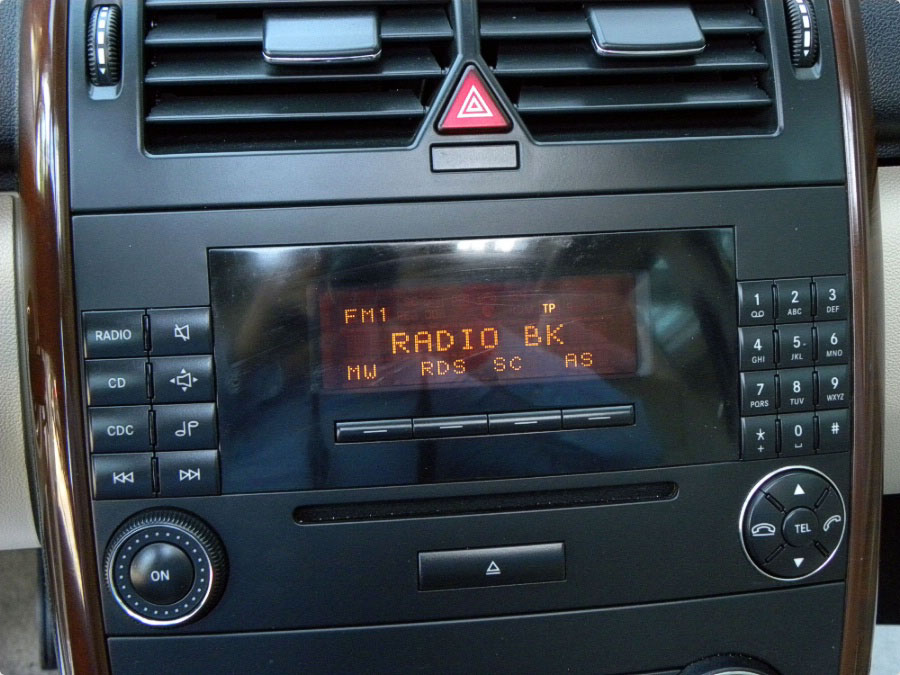 FM1 TP
RADIO BK
MW RDS SC AS
RADIO
CD
CDC
ON
1 2 ABC 3 DEF
4 GHI 5 JKL 6 MNO
7 PQRS 8 TUV 9 WXYZ
* + 0 #
TEL